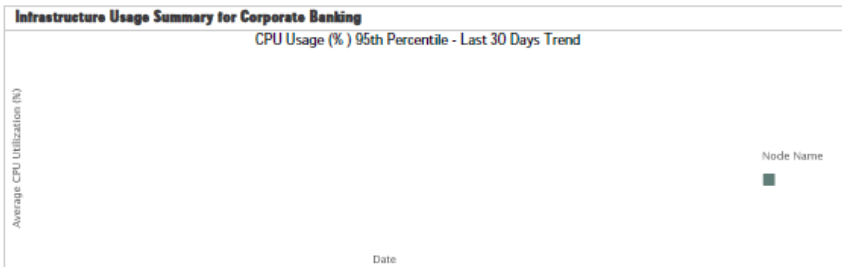 Infrastructure Usage Summary for Corporate Banking
CPU Usage (% ) 95th Percentile - Last 30 Days Trend
Average CPU Utilization (%)
Node Name
Date